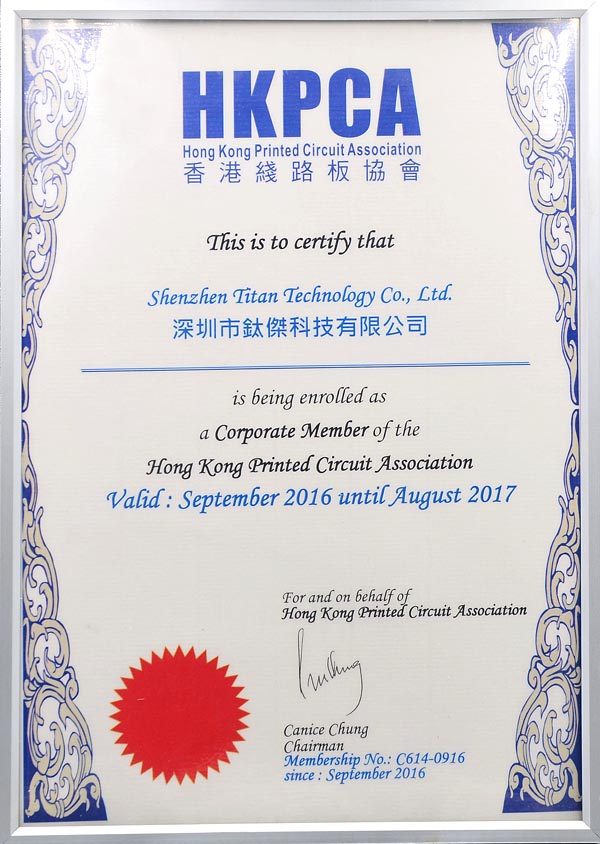 HKPCA
Hong Kong Printed Circuit Association
香港綫路板協會
This is to certify that
Shenzhen Titan Technology Co., Ltd.
深圳市鈦傑科技有限公司
is being enrolled as
a Corporate Member of the
Hong Kong Printed Circuit Association
Valid : September 2016 until August 2017
For and on behalf of
Hong Kong Printed Circuit Association
Canice Chung
Chairman
Membership No.: C614-0916
since : September 2016